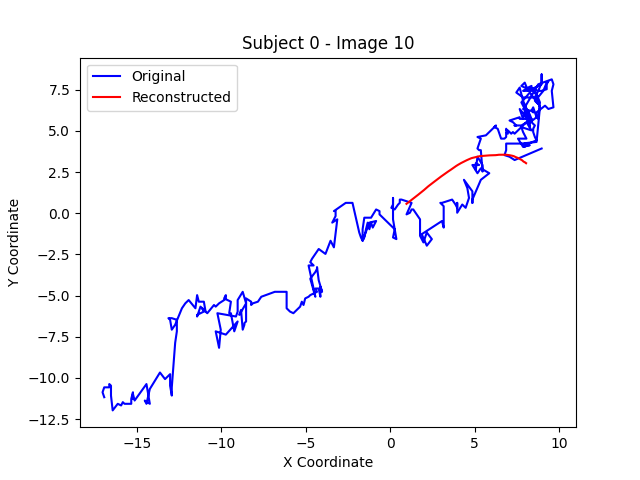 Subject 0 - Image 10
Original
Reconstructed
7.5
5.0
2.5
0.0
−2.5
−5.0
−7.5
−10.0
−12.5
Y Coordinate
−15 −10 −5 0 5 10
X Coordinate